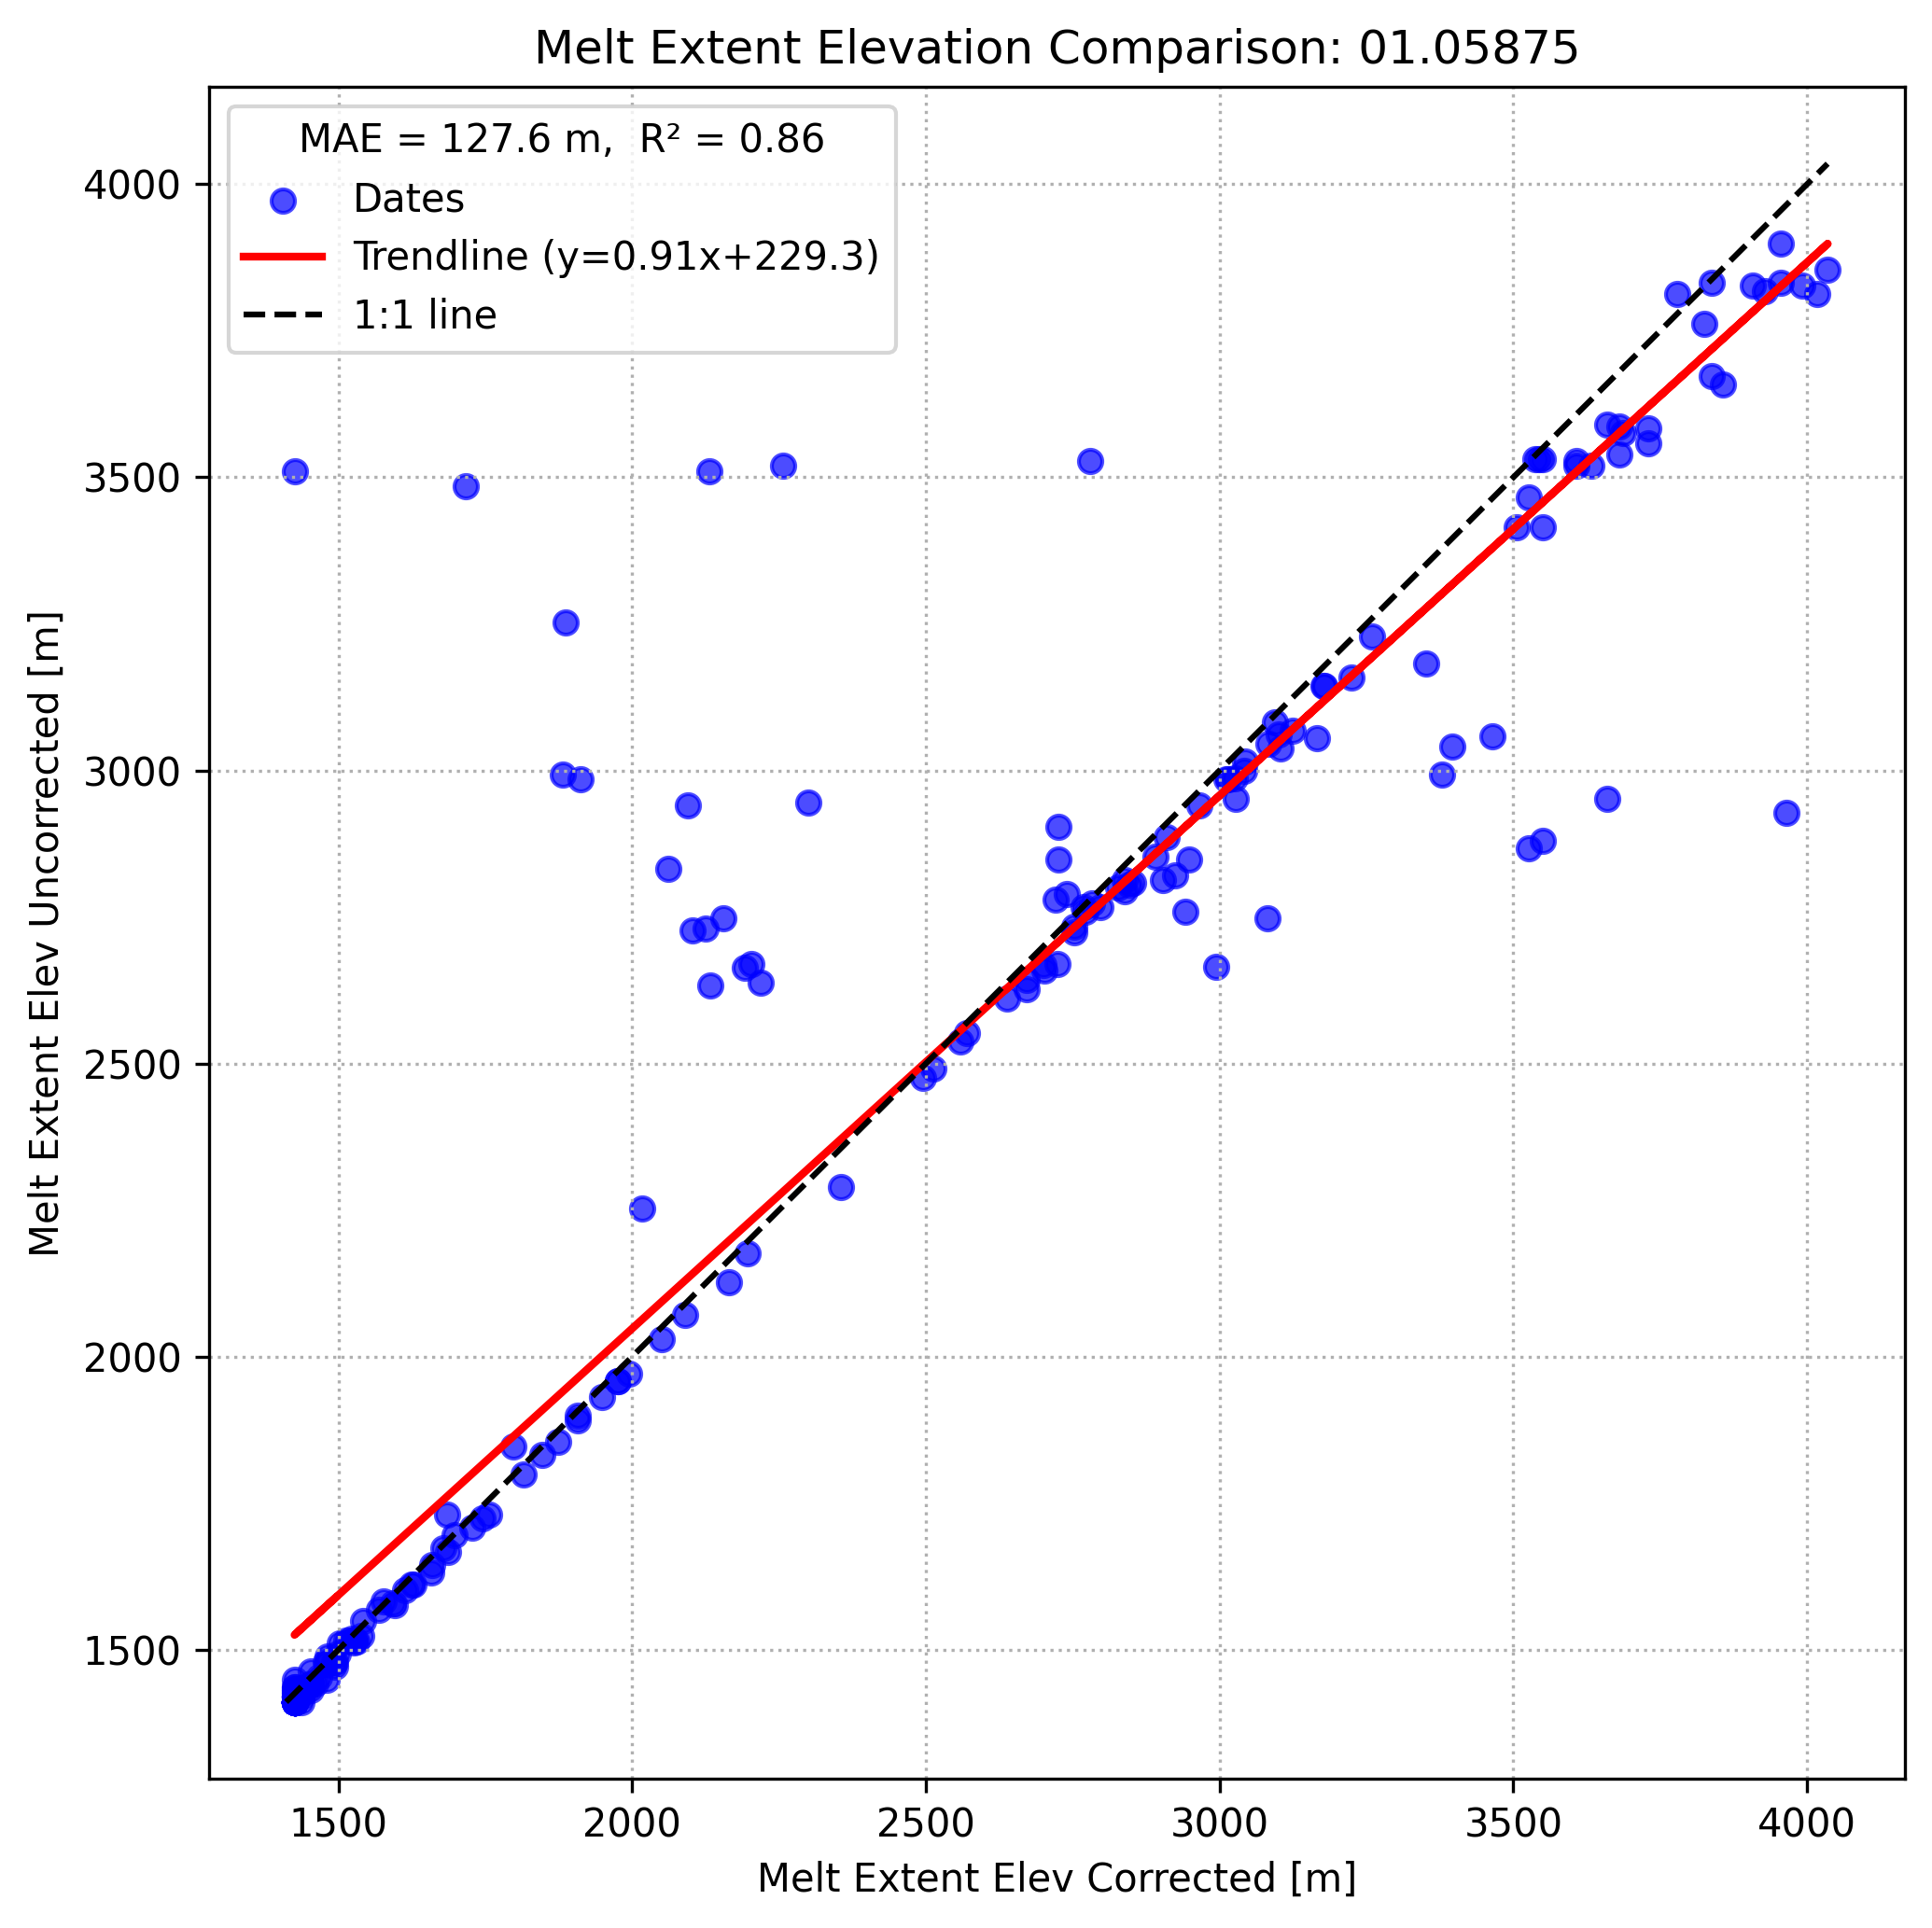 Melt Extent Elevation Comparison: 01.05875
MAE = 127.6 m,  R² = 0.86
Dates
Trendline (y=0.91x+229.3)
1:1 line
Melt Extent Elev Uncorrected [m]
4000
3500
3000
2500
2000
1500
1500 2000 2500 3000 3500 4000
Melt Extent Elev Corrected [m]